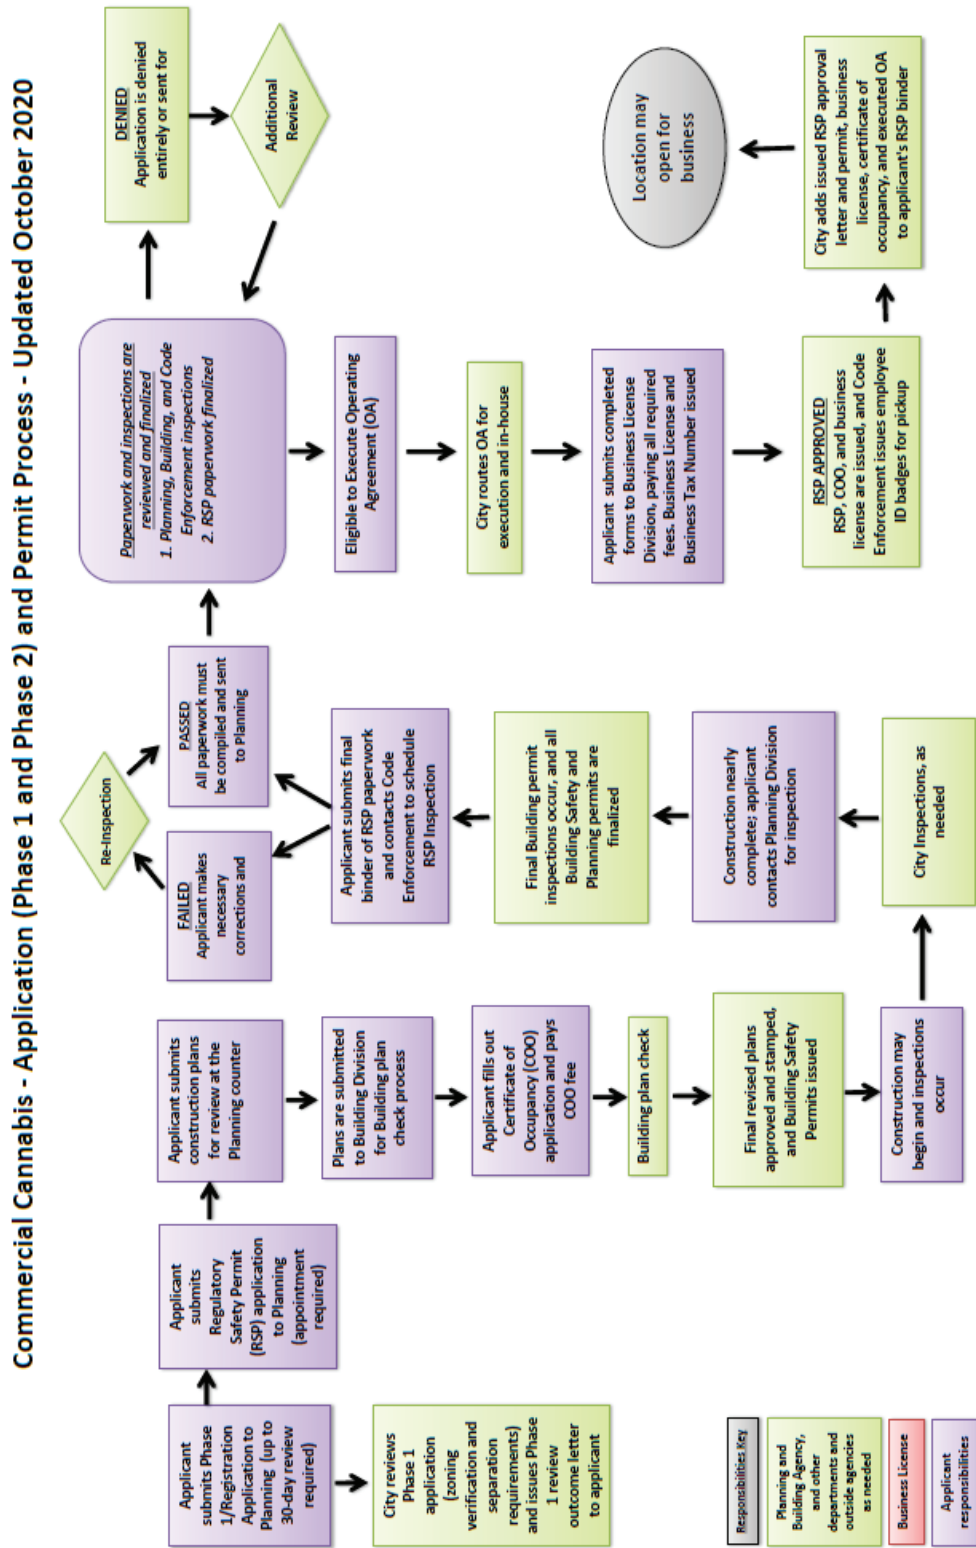 Commercial Cannabis - Application (Phase 1 and Phase 2) and Permit Process - Updated October 2020
Applicant
submits Phase
1/Registration
Application to
Planning (up to
30-day review
required)
City reviews
Phase 1
application
(zoning
verification and
separation
requirements)
and issues Phase
1 review
outcome letter
to applicant
Applicant
submits
Regulatory
Safety Permit
(RSP) application
to Planning
(appointment
required)
Applicant submits
construction plans
for review at the
Planning counter
Plans are submitted
to Building Division
for Building plan
check process
Applicant fills out
Certificate of
Occupancy (COO)
application and pays
COO fee
Building plan check
Final revised plans
approved and stamped,
and Building Safety
Permits issued
Construction may
begin and inspections
occur
City Inspections, as
needed
Construction nearly
complete; applicant
contacts Planning Division
for inspection
Final Building permit
inspections occur, and all
Building Safety and
Planning permits are
finalized
Applicant submits final
binder of RSP paperwork
and contacts Code
Enforcement to schedule
RSP Inspection
FAILED
Applicant makes
necessary
corrections and
Re-Inspection
PASSED
All paperwork must
be compiled and sent
to Planning
Paperwork and inspections are
reviewed and finalized
1. Planning, Building, and Code
Enforcement inspections
2. RSP paperwork finalized
DENIED
Application is denied
entirely or sent for
Additional
Review
Eligible to Execute Operating
Agreement (OA)
City routes OA for
execution and in-house
Applicant submits completed
forms to Business License
Division, paying all required
fees. Business License and
Business Tax Number issued
RSP APPROVED
RSP, COO, and business
license are issued, and Code
Enforcement issues employee
ID badges for pickup
City adds issued RSP approval
letter and permit, business
license, certificate of
occupancy, and executed OA
to applicant's RSP binder
Location may
open for
business
Responsibilities Key
Planning and
Building Agency,
and other
departments and
outside agencies
as needed
Business License
Applicant
responsibilities